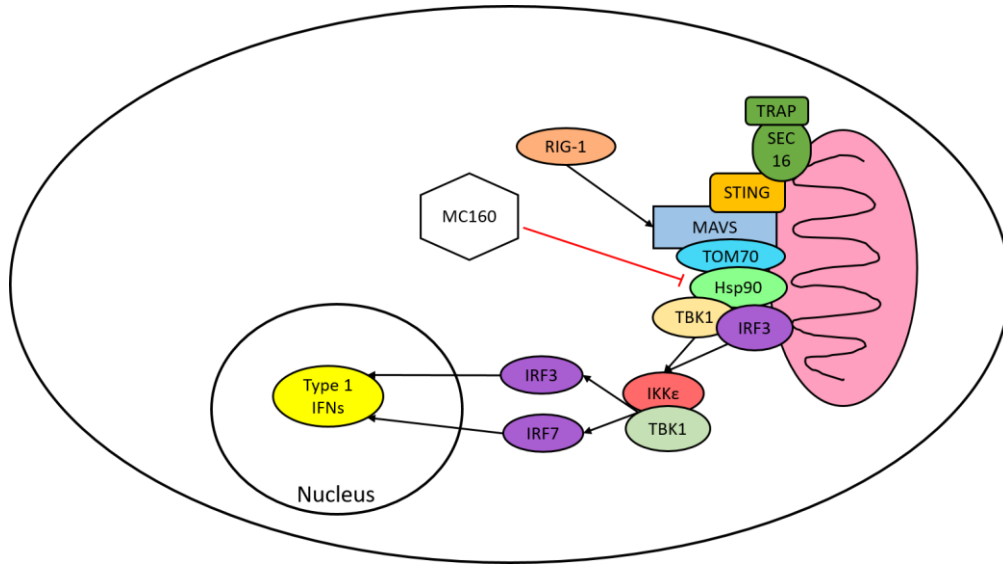 TRAP
SEC
16
RIG-1
STING
MC160
MAVS
TOM70
Hsp90
TBK1
IRF3
Type 1
IFNs
IRF3
IKKε
IRF7
TBK1
Nucleus